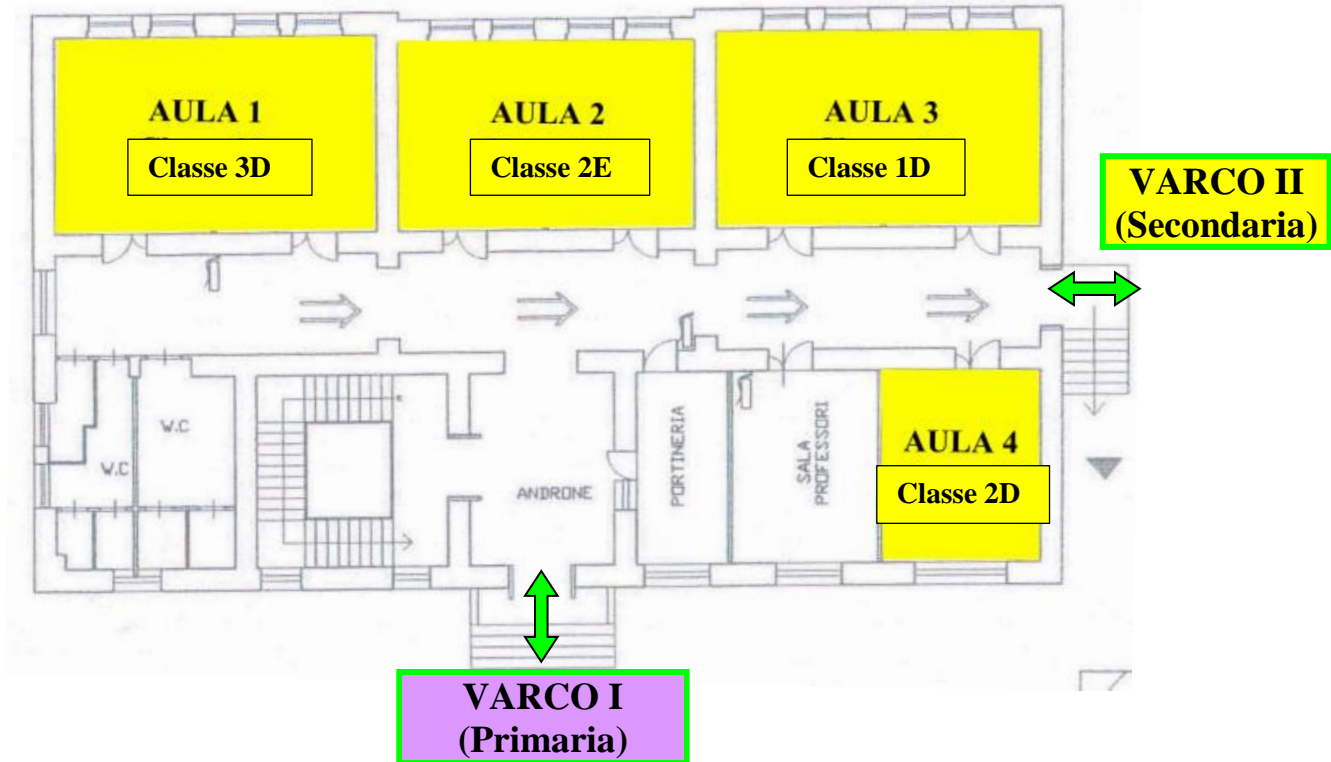 AULA 1
Classe 3D
AULA 2
Classe 2E
AULA 3
Classe 1D
VARCO II
(Secondaria)
W.C
W.C
ANDRONE
PORTINERIA
SALA
PROFESSORI
AULA 4
Classe 2D
VARCO I
(Primaria)